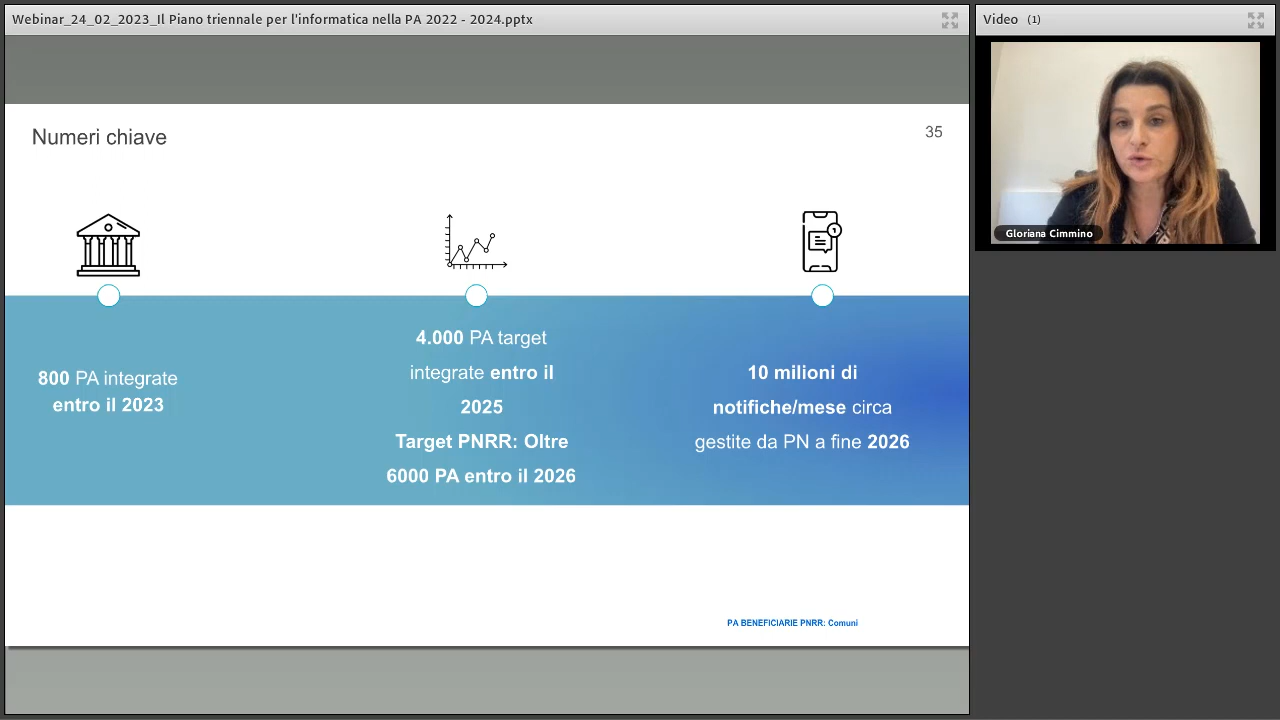 Webinar_24_02_2023_Il Piano triennale per l'informatica nella PA 2022 - 2024.pptx
Video (1)
Numeri chiave
35
Gloriana Cimmino
1
800 PA integrate
entro il 2023
4.000 PA target
integrate entro il
2025
Target PNRR: Oltre
6000 PA entro il 2026
10 milioni di
notifiche/mese circa
gestite da PN a fine 2026
PA BENEFICIARIE PNRR: Comuni